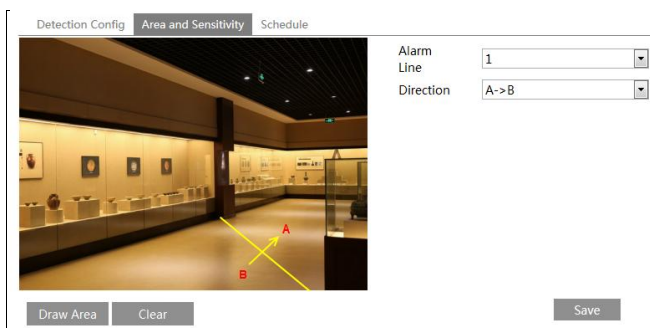 Detection Config Area and Sensitivity Schedule
Alarm Line 1
Direction A->B
A
B
Draw Area Clear Save